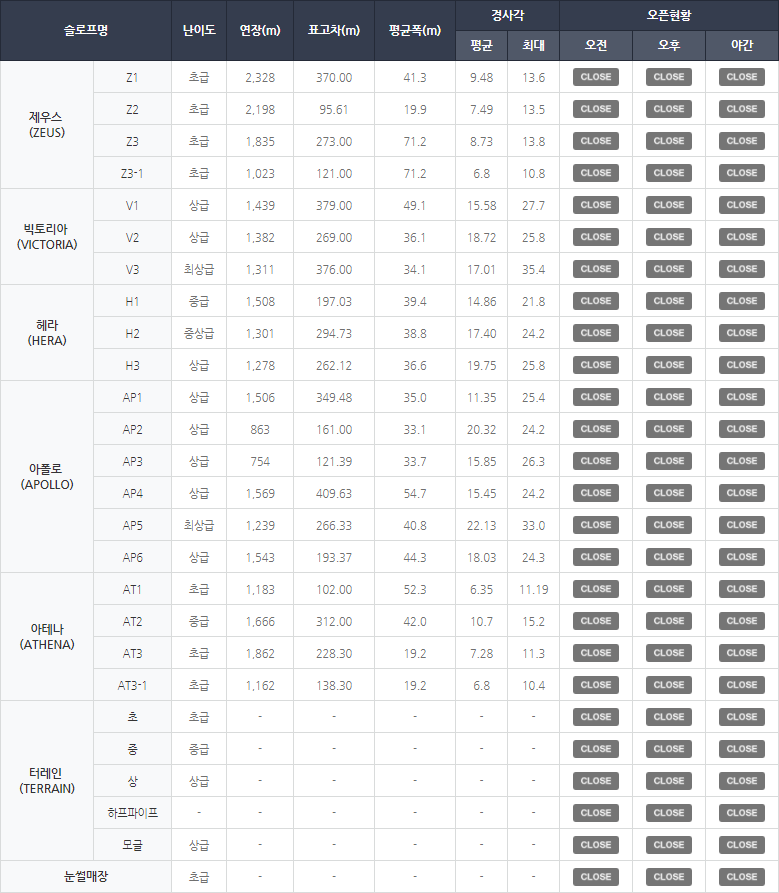 슬로프명 난이도 연장(m) 표고차(m) 평균폭(m) 경사각 오픈현황
평균 최대 오전 오후 야간
제우스
(ZEUS)
Z1 초급 2,328 370.00 41.3 9.48 13.6 CLOSE CLOSE CLOSE
Z2 초급 2,198 95.61 19.9 7.49 13.5 CLOSE CLOSE CLOSE
Z3 초급 1,835 273.00 71.2 8.73 13.8 CLOSE CLOSE CLOSE
Z3-1 초급 1,023 121.00 71.2 6.8 10.8 CLOSE CLOSE CLOSE
빅토리아
(VICTORIA)
V1 상급 1,439 379.00 49.1 15.58 27.7 CLOSE CLOSE CLOSE
V2 상급 1,382 269.00 36.1 18.72 25.8 CLOSE CLOSE CLOSE
V3 최상급 1,311 376.00 34.1 17.01 35.4 CLOSE CLOSE CLOSE
헤라
(HERA)
H1 중급 1,508 197.03 39.4 14.86 21.8 CLOSE CLOSE CLOSE
H2 중상급 1,301 294.73 38.8 17.40 24.2 CLOSE CLOSE CLOSE
H3 상급 1,278 262.12 36.6 19.75 25.8 CLOSE CLOSE CLOSE
아폴로
(APOLLO)
AP1 상급 1,506 349.48 35.0 11.35 25.4 CLOSE CLOSE CLOSE
AP2 상급 863 161.00 33.1 20.32 24.2 CLOSE CLOSE CLOSE
AP3 상급 754 121.39 33.7 15.85 26.3 CLOSE CLOSE CLOSE
AP4 상급 1,569 409.63 54.7 15.45 24.2 CLOSE CLOSE CLOSE
AP5 최상급 1,239 266.33 40.8 22.13 33.0 CLOSE CLOSE CLOSE
AP6 상급 1,543 193.37 44.3 18.03 24.3 CLOSE CLOSE CLOSE
아테나
(ATHENA)
AT1 초급 1,183 102.00 52.3 6.35 11.19 CLOSE CLOSE CLOSE
AT2 중급 1,666 312.00 42.0 10.7 15.2 CLOSE CLOSE CLOSE
AT3 초급 1,862 228.30 19.2 7.28 11.3 CLOSE CLOSE CLOSE
AT3-1 초급 1,162 138.30 19.2 6.8 10.4 CLOSE CLOSE CLOSE
터레인
(TERRAIN)
초 초급 - - - - - CLOSE CLOSE CLOSE
중 중급 - - - - - CLOSE CLOSE CLOSE
상 상급 - - - - - CLOSE CLOSE CLOSE
하프파이프 - - - - - - CLOSE CLOSE CLOSE
모글 상급 - - - - - CLOSE CLOSE CLOSE
눈썰매장 초급 - - - - - CLOSE CLOSE CLOSE